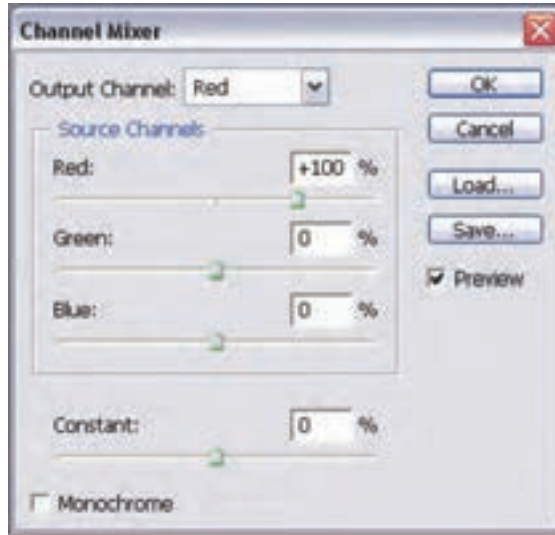 Channel Mixer
Output Channel: Red
OK
Source Channels
Cancel
Red: +100 %
Load...
Green: 0 %
Save...
Preview
Blue: 0 %
Constant: 0 %
Monochrome